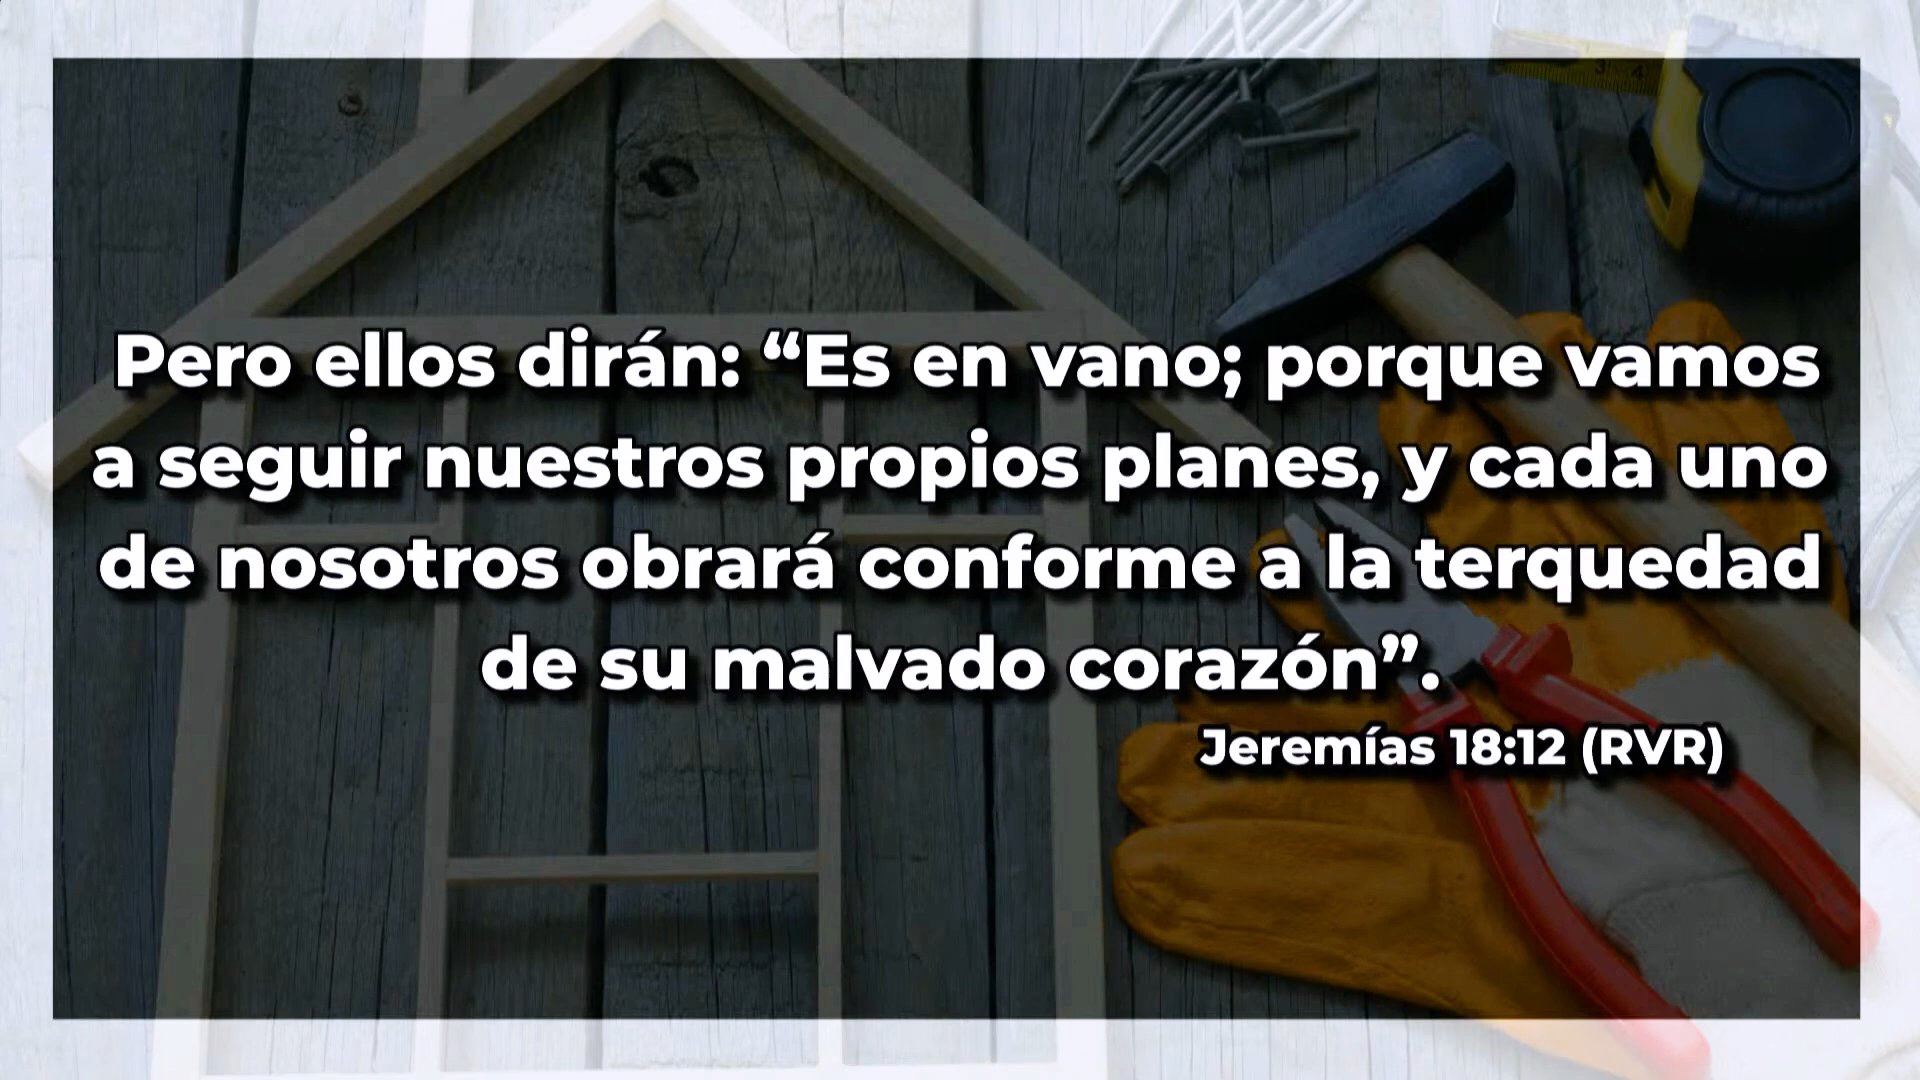 Pero ellos dirán: “Es en vano; porque vamos
a seguir nuestros propios planes, y cada uno
de nosotros obrará conforme a la terquedad
de su malvado corazón”.
Jeremías 18:12 (RVR)